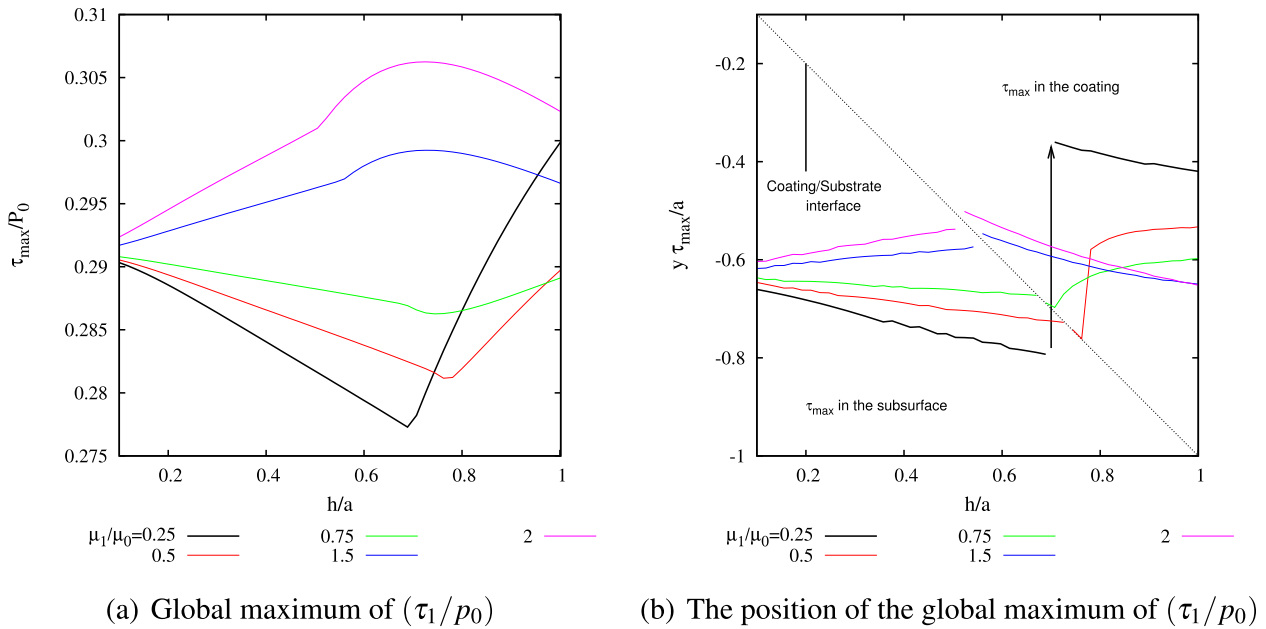 0.31
0.305
0.3
0.295
0.29
0.285
0.28
0.275
τmax/P0
0.2 0.4 0.6 0.8 1
h/a
μ1/μ0=0.25 0.75 2
0.5 1.5
(a) Global maximum of (τ1/p0)
-0.2
-0.4
-0.6
-0.8
-1
y τmax/a
τmax in the coating
Coating/Substrate
interface
τmax in the subsurface
0.2 0.4 0.6 0.8 1
h/a
μ1/μ0=0.25 0.75 2
0.5 1.5
(b) The position of the global maximum of (τ1/p0)